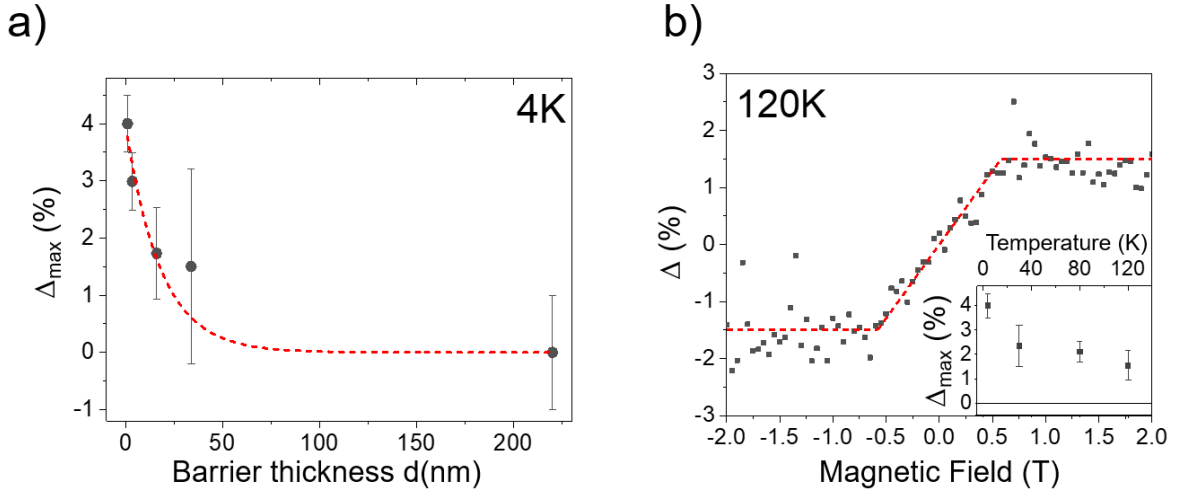 a)
4K
4
3
2
1
0
-1
Δmax (%)
0 50 100 150 200
Barrier thickness d(nm)
b)
120K
3
2
1
0
-1
-2
-3
Δ (%)
-2.0 -1.5 -1.0 -0.5 0.0 0.5 1.0 1.5 2.0
Magnetic Field (T)
Temperature (K)
0 40 80 120
4
3
2
1
0
Δmax (%)